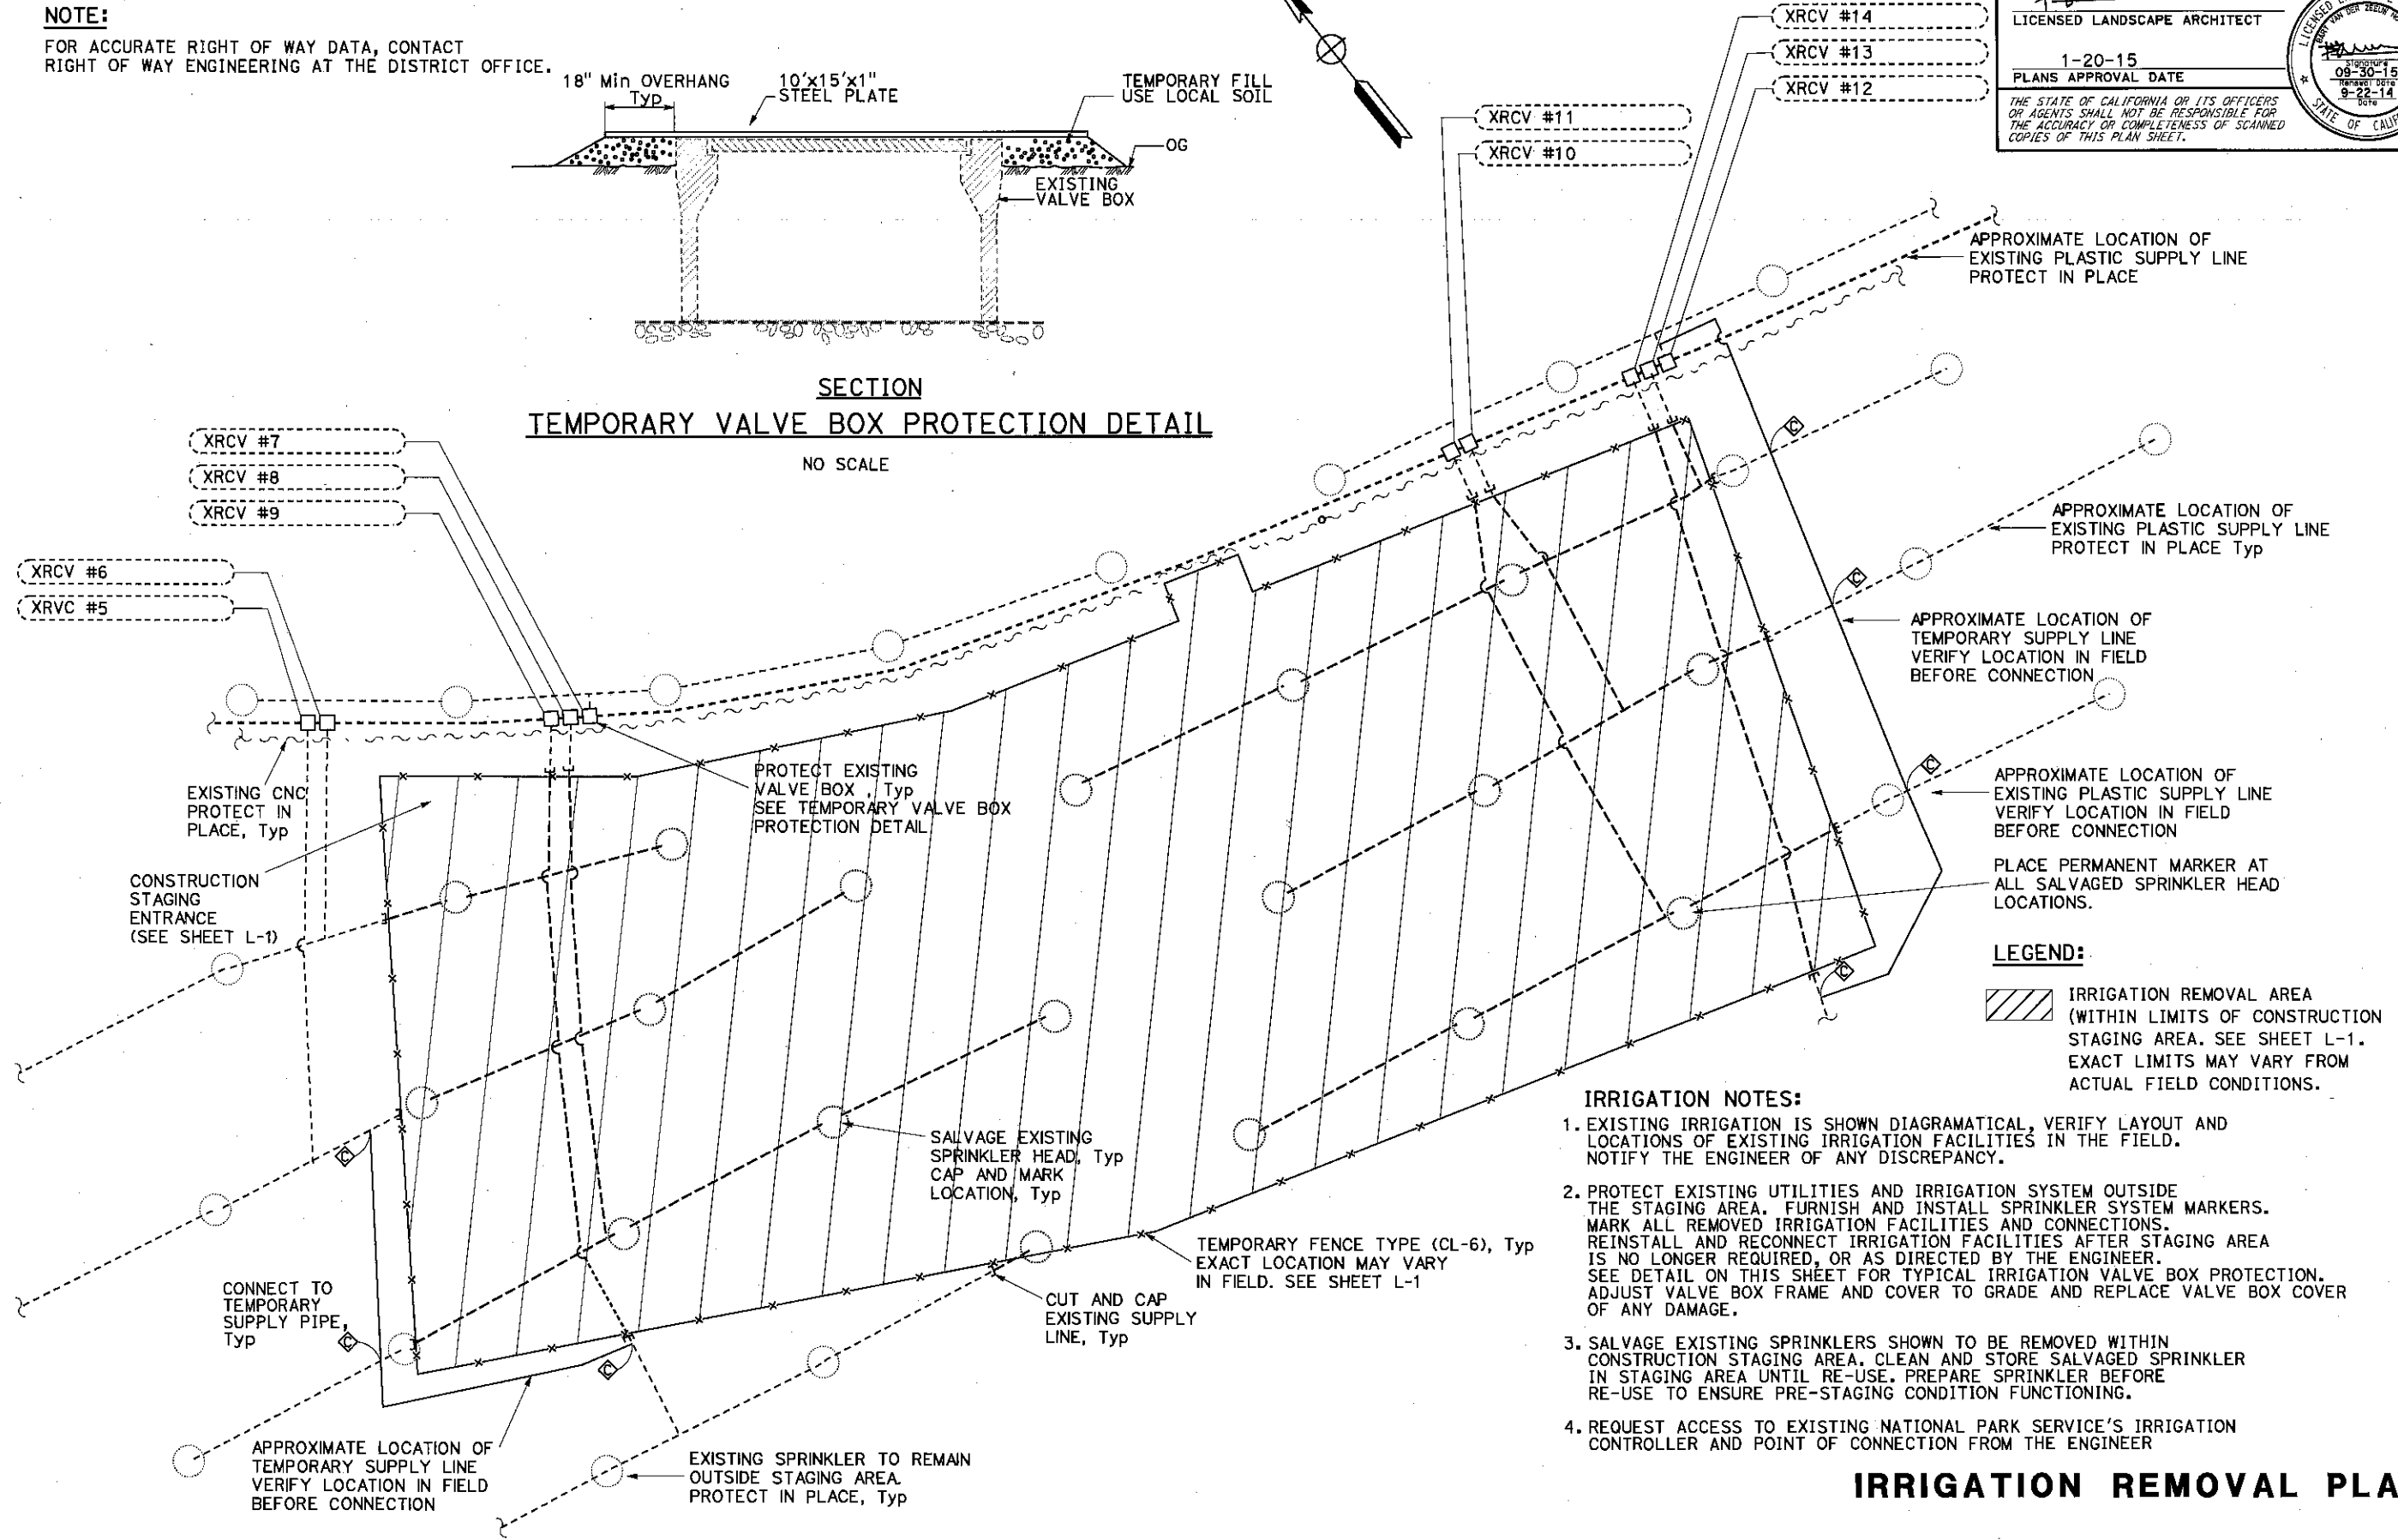 NOTE:
FOR ACCURATE RIGHT OF WAY DATA, CONTACT
RIGHT OF WAY ENGINEERING AT THE DISTRICT OFFICE.
18" Min OVERHANG
Typ
10'x15'x1"
STEEL PLATE
TEMPORARY FILL
USE LOCAL SOIL
OG
EXISTING
VALVE BOX
SECTION
TEMPORARY VALVE BOX PROTECTION DETAIL
NO SCALE
XRCV #14
XRCV #13
XRCV #12
XRCV #11
XRCV #10
LICENSED LANDSCAPE ARCHITECT
1-20-15
PLANS APPROVAL DATE
THE STATE OF CALIFORNIA OR ITS OFFICERS
OR AGENTS SHALL NOT BE RESPONSIBLE FOR
THE ACCURACY OR COMPLETENESS OF SCANNED
COPIES OF THIS PLAN SHEET.
Signature
09-30-15
Renewal Date
9-22-14
Date
STATE OF CALIF
XRCV #7
XRCV #8
XRCV #9
XRCV #6
XRVC #5
APPROXIMATE LOCATION OF
EXISTING PLASTIC SUPPLY LINE
PROTECT IN PLACE
APPROXIMATE LOCATION OF
EXISTING PLASTIC SUPPLY LINE
PROTECT IN PLACE Typ
APPROXIMATE LOCATION OF
TEMPORARY SUPPLY LINE
VERIFY LOCATION IN FIELD
BEFORE CONNECTION
APPROXIMATE LOCATION OF
EXISTING PLASTIC SUPPLY LINE
VERIFY LOCATION IN FIELD
BEFORE CONNECTION
PLACE PERMANENT MARKER AT
ALL SALVAGED SPRINKLER HEAD
LOCATIONS.
EXISTING CNC
PROTECT IN
PLACE, Typ
PROTECT EXISTING
VALVE BOX , Typ
SEE TEMPORARY VALVE BOX
PROTECTION DETAIL
CONSTRUCTION
STAGING
ENTRANCE
(SEE SHEET L-1)
C
C
C
C
C
C
C
SALVAGE EXISTING
SPRINKLER HEAD, Typ
CAP AND MARK
LOCATION, Typ
TEMPORARY FENCE TYPE (CL-6), Typ
EXACT LOCATION MAY VARY
IN FIELD. SEE SHEET L-1
CUT AND CAP
EXISTING SUPPLY
LINE, Typ
CONNECT TO
TEMPORARY
SUPPLY PIPE,
Typ
APPROXIMATE LOCATION OF
TEMPORARY SUPPLY LINE
VERIFY LOCATION IN FIELD
BEFORE CONNECTION
EXISTING SPRINKLER TO REMAIN
OUTSIDE STAGING AREA.
PROTECT IN PLACE, Typ
LEGEND:
IRRIGATION REMOVAL AREA
(WITHIN LIMITS OF CONSTRUCTION
STAGING AREA. SEE SHEET L-1.
EXACT LIMITS MAY VARY FROM
ACTUAL FIELD CONDITIONS.
IRRIGATION NOTES:
1. EXISTING IRRIGATION IS SHOWN DIAGRAMATICAL, VERIFY LAYOUT AND
LOCATIONS OF EXISTING IRRIGATION FACILITIES IN THE FIELD.
NOTIFY THE ENGINEER OF ANY DISCREPANCY.
2. PROTECT EXISTING UTILITIES AND IRRIGATION SYSTEM OUTSIDE
THE STAGING AREA. FURNISH AND INSTALL SPRINKLER SYSTEM MARKERS.
MARK ALL REMOVED IRRIGATION FACILITIES AND CONNECTIONS.
REINSTALL AND RECONNECT IRRIGATION FACILITIES AFTER STAGING AREA
IS NO LONGER REQUIRED, OR AS DIRECTED BY THE ENGINEER.
SEE DETAIL ON THIS SHEET FOR TYPICAL IRRIGATION VALVE BOX PROTECTION.
ADJUST VALVE BOX FRAME AND COVER TO GRADE AND REPLACE VALVE BOX COVER
OF ANY DAMAGE.
3. SALVAGE EXISTING SPRINKLERS SHOWN TO BE REMOVED WITHIN
CONSTRUCTION STAGING AREA. CLEAN AND STORE SALVAGED SPRINKLER
IN STAGING AREA UNTIL RE-USE. PREPARE SPRINKLER BEFORE
RE-USE TO ENSURE PRE-STAGING CONDITION FUNCTIONING.
4. REQUEST ACCESS TO EXISTING NATIONAL PARK SERVICE'S IRRIGATION
CONTROLLER AND POINT OF CONNECTION FROM THE ENGINEER
IRRIGATION REMOVAL PLA